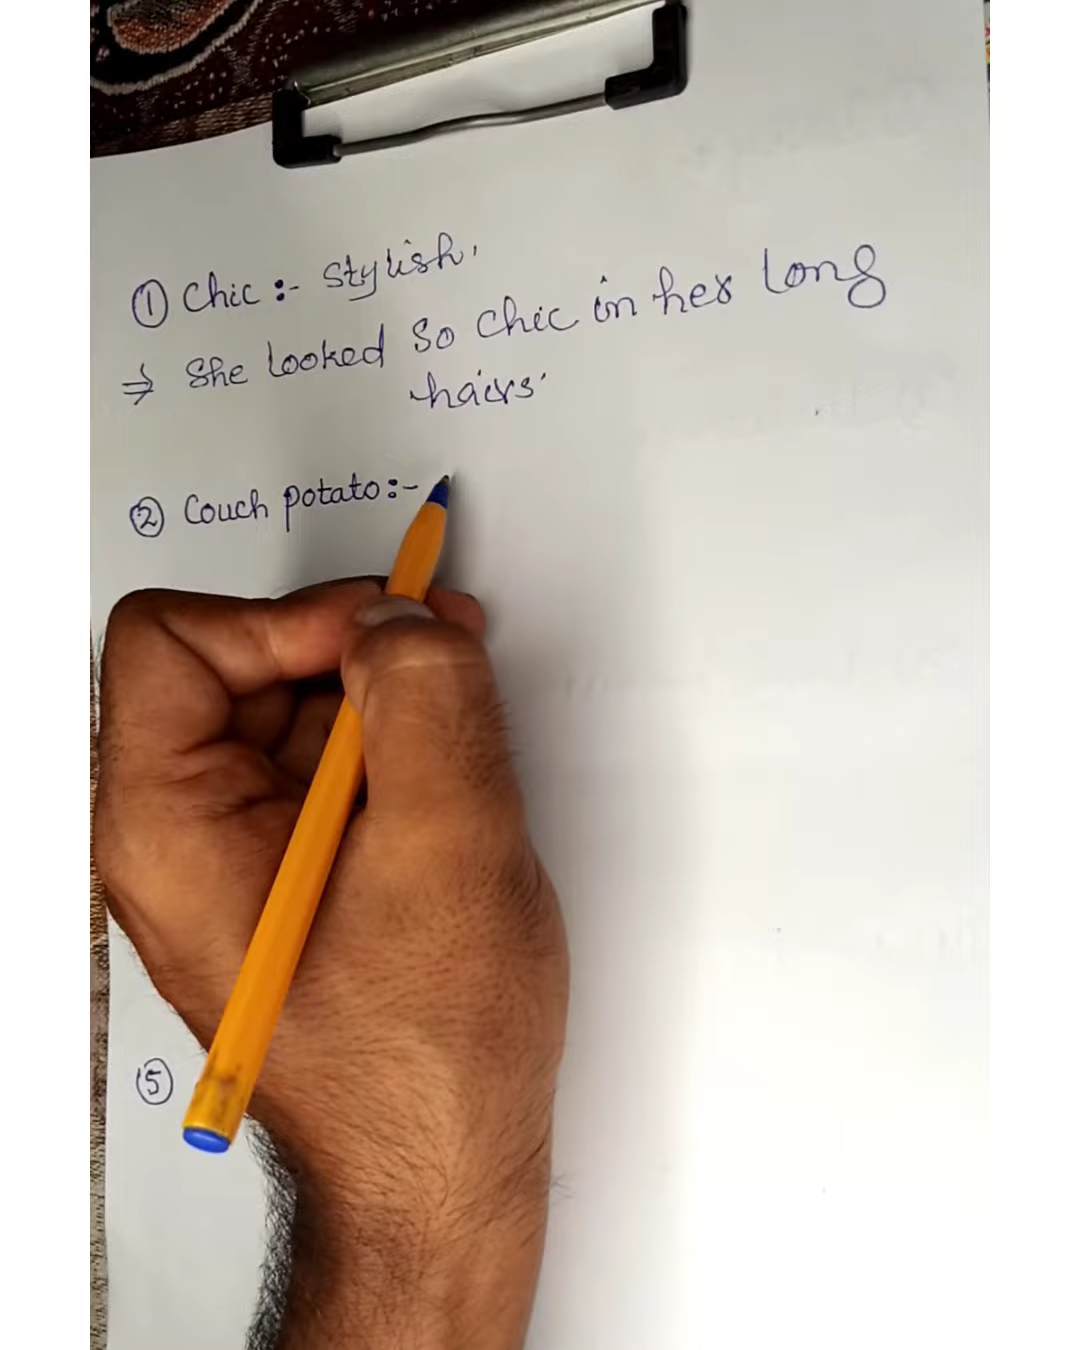 ① Chic :- Stylish.
⇒ She looked So Chic in her long
hairs.
② Couch potato :-
⑤